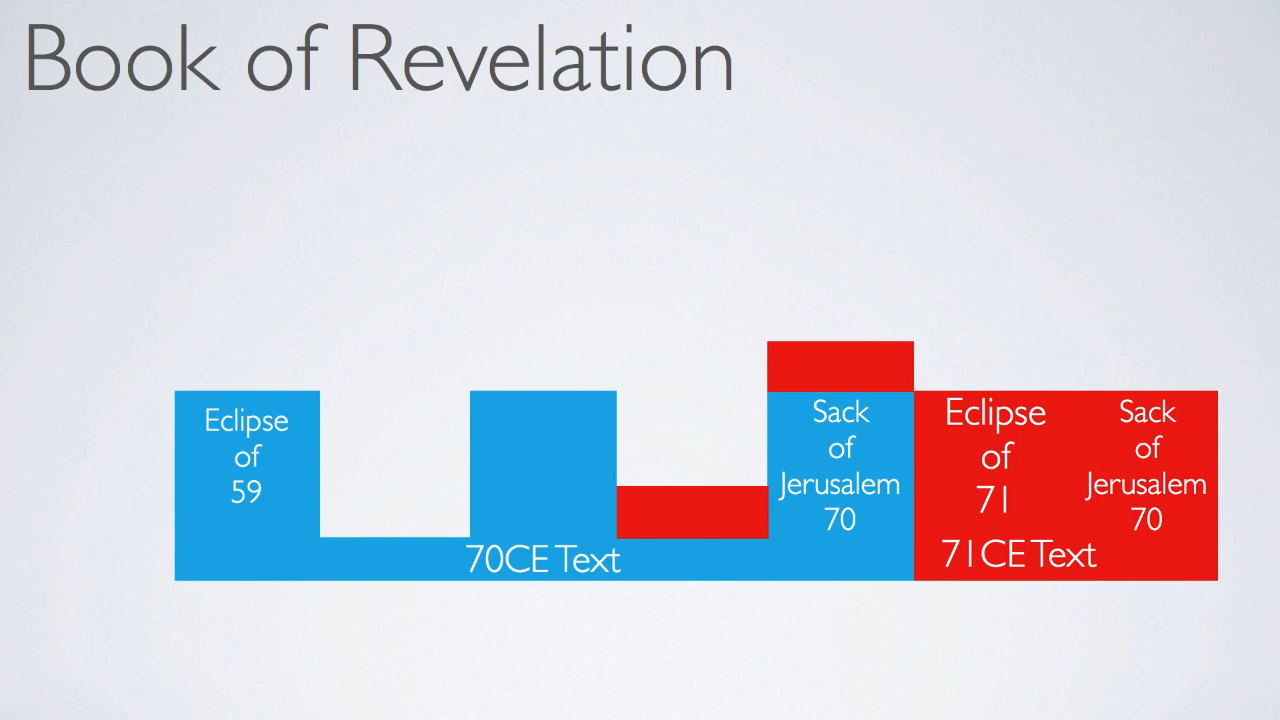 Book of Revelation
Eclipse
of
59
Sack
of
Jerusalem
70
Eclipse
of
71
Sack
of
Jerusalem
70
70CE Text
71CE Text